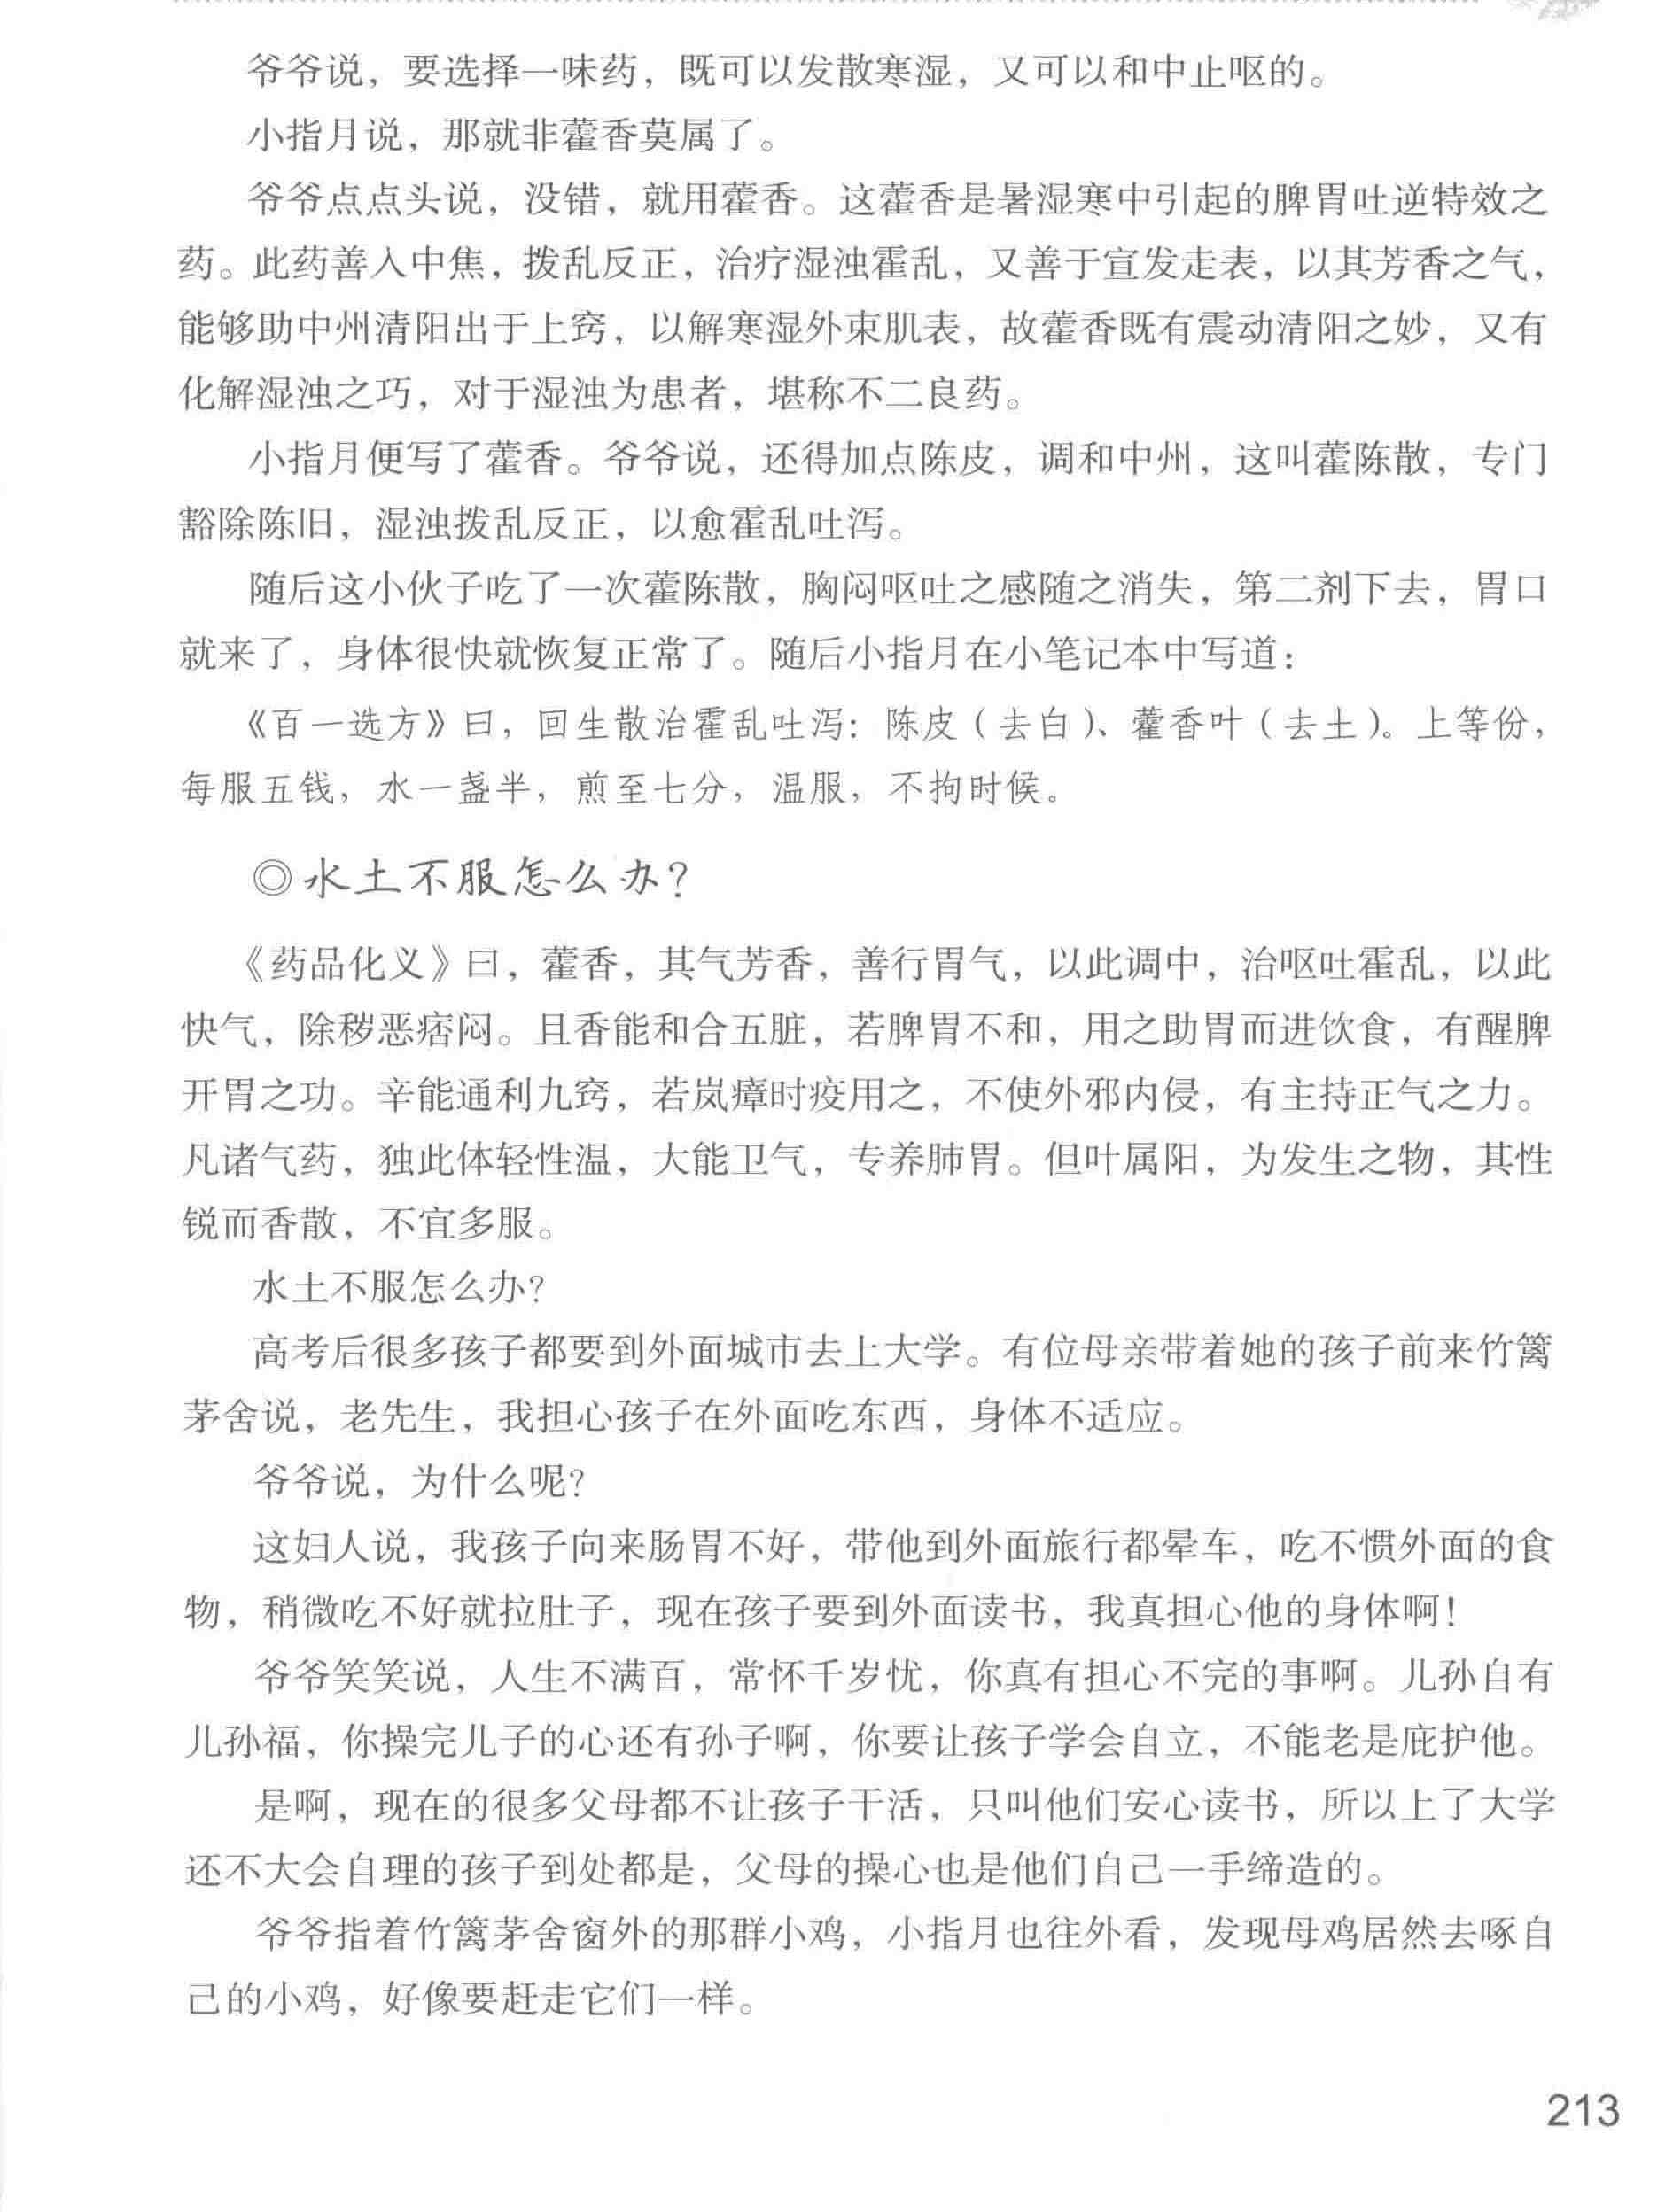 爷爷说，要选择一味药，既可以发散寒湿，又可以和中止呕的。
小指月说，那就非藿香莫属了。
爷爷点点头说，没错，就用藿香。这藿香是暑湿寒中引起的脾胃吐逆特效之
药。此药善入中焦，拨乱反正，治疗湿浊霍乱，又善于宣发走表，以其芳香之气，
能够助中州清阳出于上窍，以解寒湿外束肌表，故藿香既有震动清阳之妙，又有
化解湿浊之巧，对于湿浊为患者，堪称不二良药。
小指月便写了藿香。爷爷说，还得加点陈皮，调和中州，这叫藿陈散，专门
豁除陈旧，湿浊拨乱反正，以愈霍乱吐泻。
随后这小伙子吃了一次藿陈散，胸闷呕吐之感随之消失，第二剂下去，胃口
就来了，身体很快就恢复正常了。随后小指月在小笔记本中写道：
《百一选方》曰，回生散治霍乱吐泻：陈皮（去白）、藿香叶（去土）。上等份，
每服五钱，水一盏半，煎至七分，温服，不拘时候。
◎水土不服怎么办？
《药品化义》曰，藿香，其气芳香，善行胃气，以此调中，治呕吐霍乱，以此
快气，除秽恶痞闷。且香能和合五脏，若脾胃不和，用之助胃而进饮食，有醒脾
开胃之功。辛能通利九窍，若岚瘴时疫用之，不使外邪内侵，有主持正气之力。
凡诸气药，独此体轻性温，大能卫气，专养肺胃。但叶属阳，为发生之物，其性
锐而香散，不宜多服。
水土不服怎么办？
高考后很多孩子都要到外面城市去上大学。有位母亲带着她的孩子前来竹篱
茅舍说，老先生，我担心孩子在外面吃东西，身体不适应。
爷爷说，为什么呢？
这妇人说，我孩子向来肠胃不好，带他到外面旅行都晕车，吃不惯外面的食
物，稍微吃不好就拉肚子，现在孩子要到外面读书，我真担心他的身体啊！
爷爷笑笑说，人生不满百，常怀千岁忧，你真有担心不完的事啊。儿孙自有
儿孙福，你操完儿子的心还有孙子啊，你要让孩子学会自立，不能老是庇护他。
是啊，现在的很多父母都不让孩子干活，只叫他们安心读书，所以上了大学
还不大会自理的孩子到处都是，父母的操心也是他们自己一手缔造的。
爷爷指着竹篱茅舍窗外的那群小鸡，小指月也往外看，发现母鸡居然去啄自
己的小鸡，好像要赶走它们一样。
213